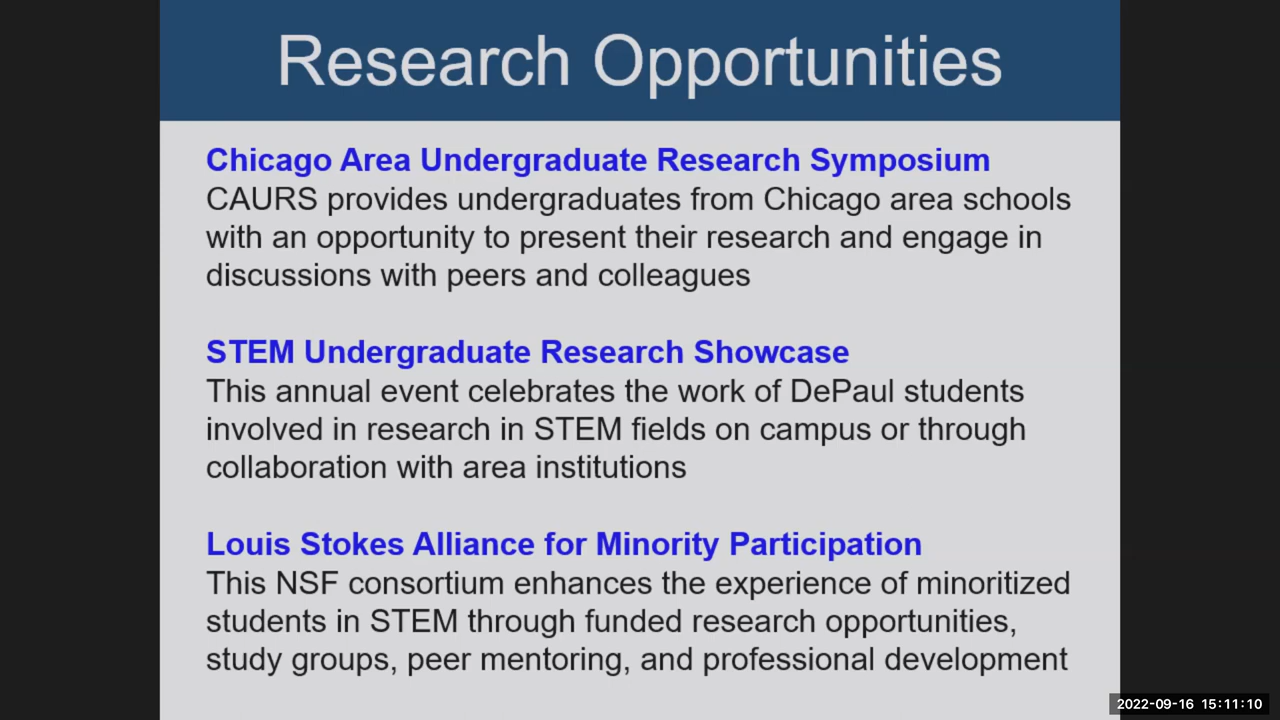 Research Opportunities
Chicago Area Undergraduate Research Symposium
CAURS provides undergraduates from Chicago area schools
with an opportunity to present their research and engage in
discussions with peers and colleagues
STEM Undergraduate Research Showcase
This annual event celebrates the work of DePaul students
involved in research in STEM fields on campus or through
collaboration with area institutions
Louis Stokes Alliance for Minority Participation
This NSF consortium enhances the experience of minoritized
students in STEM through funded research opportunities,
study groups, peer mentoring, and professional development
2022-09-16 15:11:10